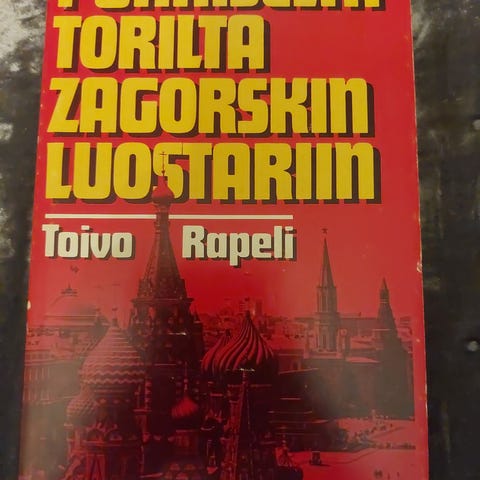 TORILTA
ZAGORSKIN
LUOSTARIIN
Toivo Rapeli